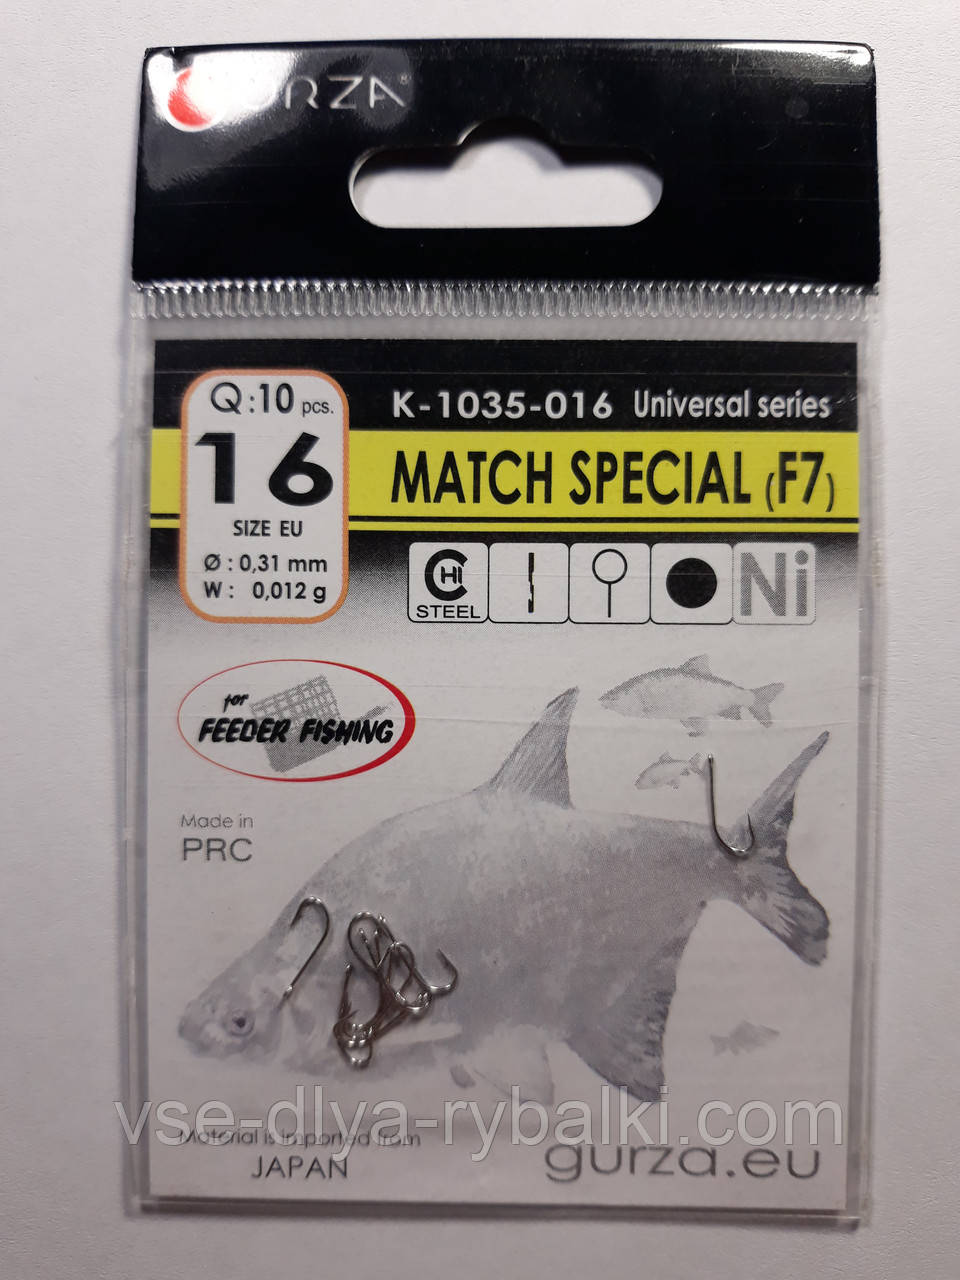 GURZA®
Q:10 pcs.
16
SIZE EU
Ø : 0,31 mm
W : 0,012 g
K-1035-016 Universal series
MATCH SPECIAL (F7)
C HI
STEEL
Ni
for
FEEDER FISHING
Made in
PRC
vse-dlya-rybalki.com
Material is imported from
JAPAN
gurza.eu